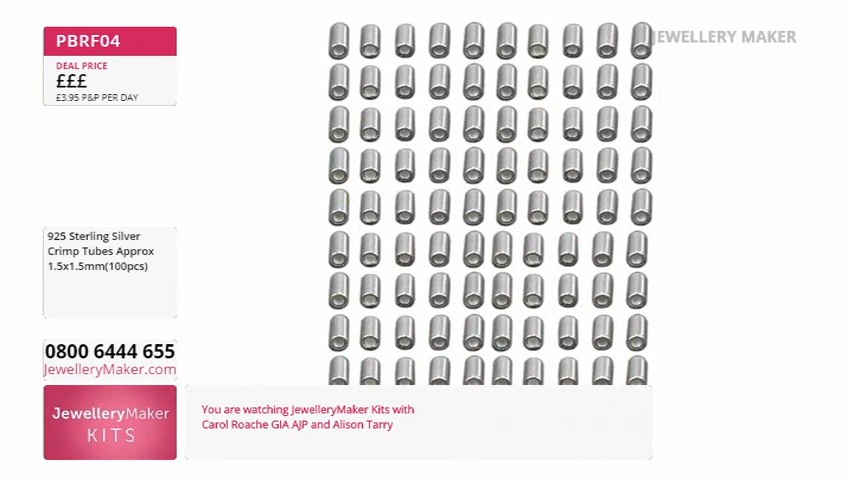 PBRF04
DEAL PRICE
£££
£3.95 P&P PER DAY
JEWELLERY MAKER
925 Sterling Silver
Crimp Tubes Approx
1.5x1.5mm(100pcs)
0800 6444 655
JewelleryMaker.com
JewelleryMaker
KITS
You are watching JewelleryMaker Kits with
Carol Roache GIA AJP and Alison Tarry